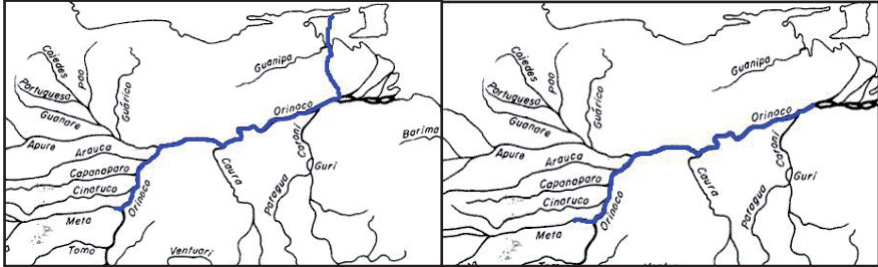 Cojedes
Pao
Guárico
Portuguesa
Guanare
Guanipa
Orinoco
Caroní
Barima
Apure
Arauca
Capanaparo
Cinaruco
Caura
Paragua
Guri
Meta
Orinoco
Tomo
Ventuari
Cojedes
Pao
Guárico
Portuguesa
Guanare
Guanipa
Orinoco
Caroní
Apure
Arauca
Capanaparo
Cinaruco
Caura
Paragua
Guri
Meta
Orinoco